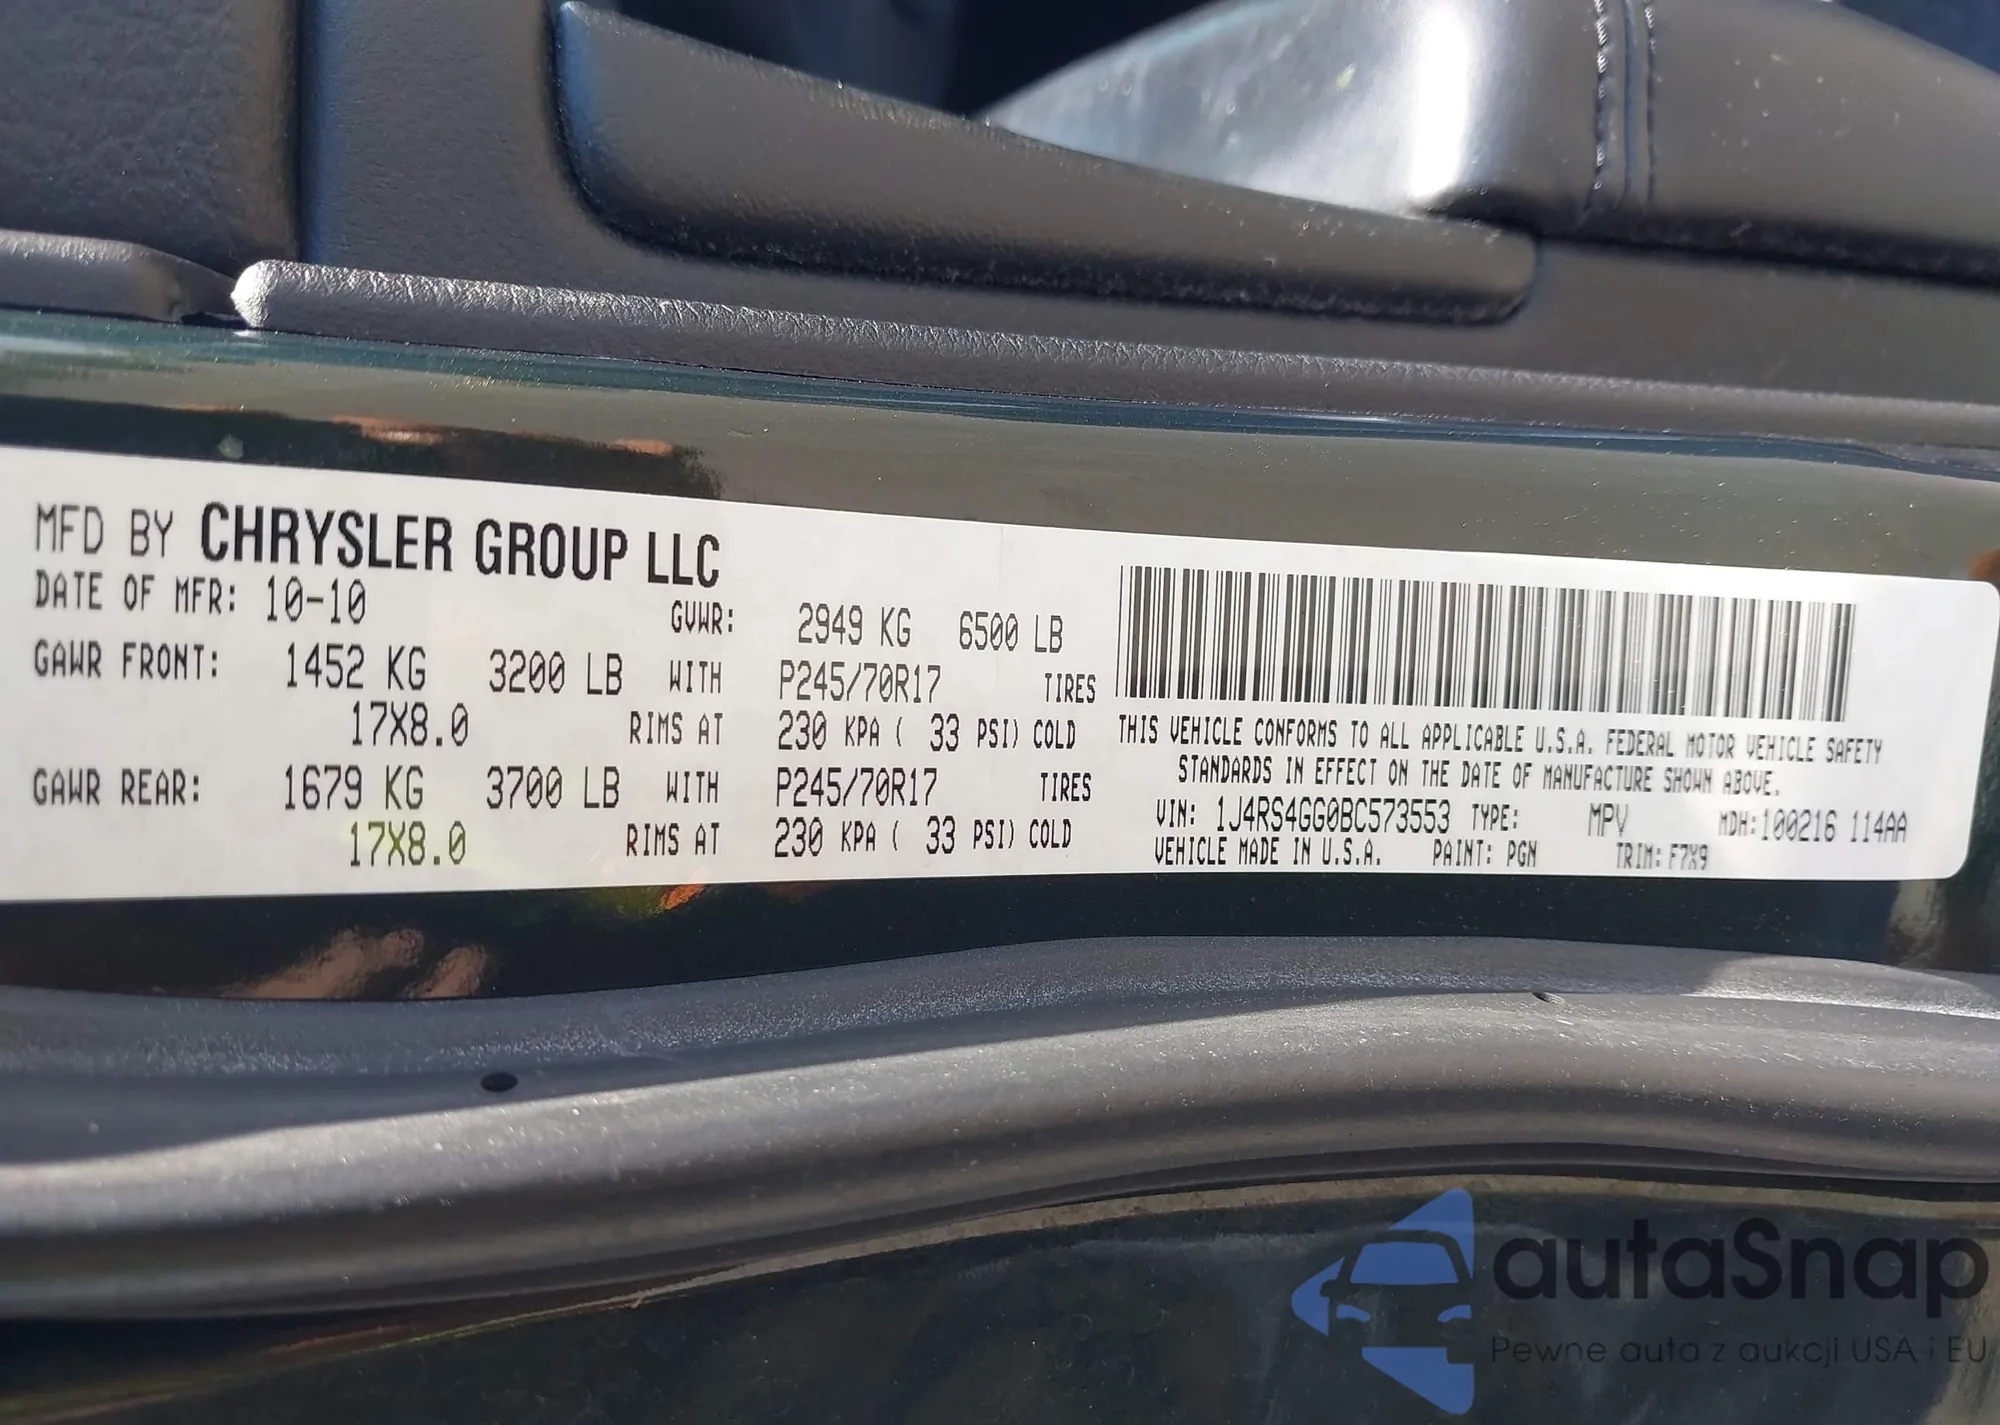 MFD BY CHRYSLER GROUP LLC
DATE OF MFR: 10-10 GVWR: 2949 KG 6500 LB
GAWR FRONT: 1452 KG 3200 LB WITH P245/70R17 TIRES
17X8.0 RIMS AT 230 KPA ( 33 PSI) COLD
GAWR REAR: 1679 KG 3700 LB WITH P245/70R17 TIRES
17X8.0 RIMS AT 230 KPA ( 33 PSI) COLD
THIS VEHICLE CONFORMS TO ALL APPLICABLE U.S.A. FEDERAL MOTOR VEHICLE SAFETY
STANDARDS IN EFFECT ON THE DATE OF MANUFACTURE SHOWN ABOVE.
VIN: 1J4RS4GG0BC573553 TYPE: MPV MDH: 100216 114AA
VEHICLE MADE IN U.S.A. PAINT: PGN TRIM: F7X9
autoSnap
Pewne auta z aukcji USA i EU